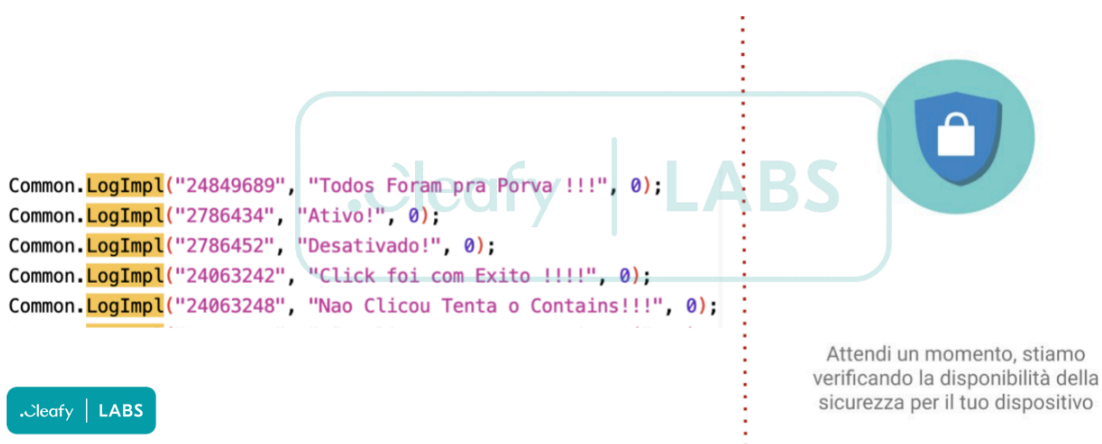 Common.LogImpl("24849689", "Todos Foram pra Porva !!!", 0);
Common.LogImpl("2786434", "Ativo!", 0);
Common.LogImpl("2786452", "Desativado!", 0);
Common.LogImpl("24063242", "Click foi com Exito !!!!", 0);
Common.LogImpl("24063248", "Nao Clicou Tenta o Contains!!!", 0);
.Cleafy | LABS
Attendi un momento, stiamo
verificando la disponibilità della
sicurezza per il tuo dispositivo
.Cleafy | LABS